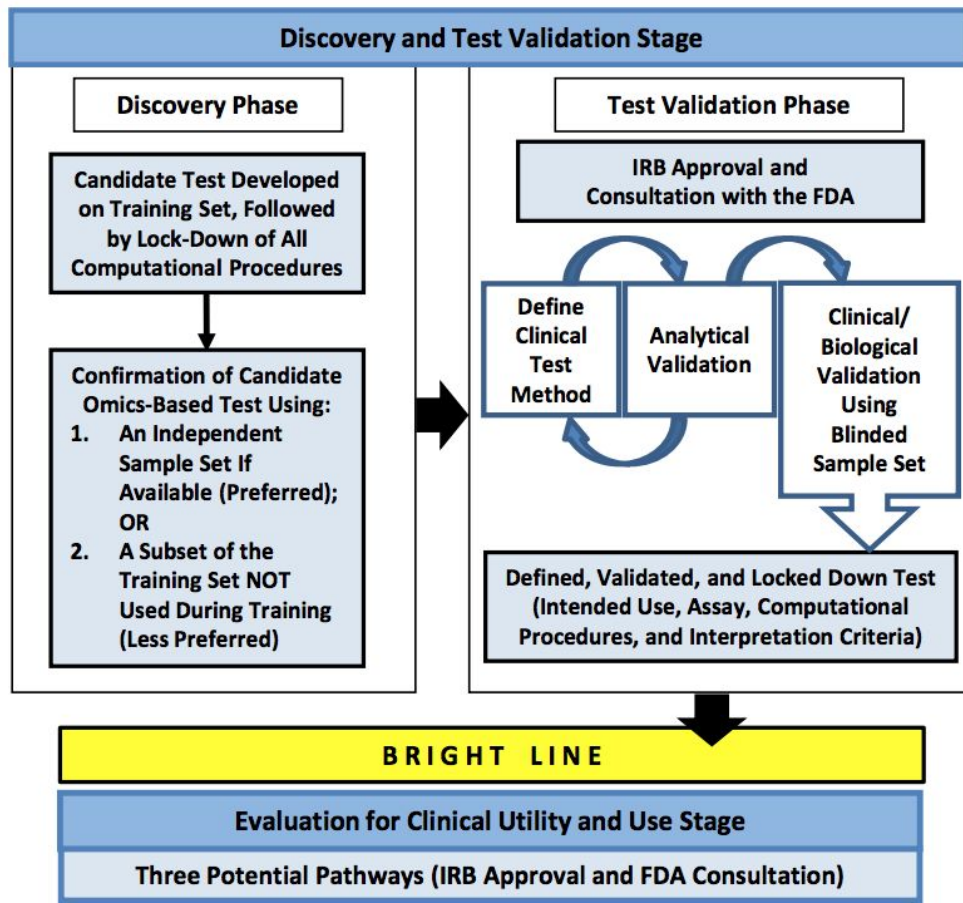 Discovery and Test Validation Stage
Discovery Phase
Candidate Test Developed
on Training Set, Followed
by Lock-Down of All
Computational Procedures
Confirmation of Candidate
Omics-Based Test Using:
1. An Independent
Sample Set If
Available (Preferred);
OR
2. A Subset of the
Training Set NOT
Used During Training
(Less Preferred)
Test Validation Phase
IRB Approval and
Consultation with the FDA
Define
Clinical
Test
Method
Analytical
Validation
Clinical/
Biological
Validation
Using
Blinded
Sample Set
Defined, Validated, and Locked Down Test
(Intended Use, Assay, Computational
Procedures, and Interpretation Criteria)
BRIGHT LINE
Evaluation for Clinical Utility and Use Stage
Three Potential Pathways (IRB Approval and FDA Consultation)